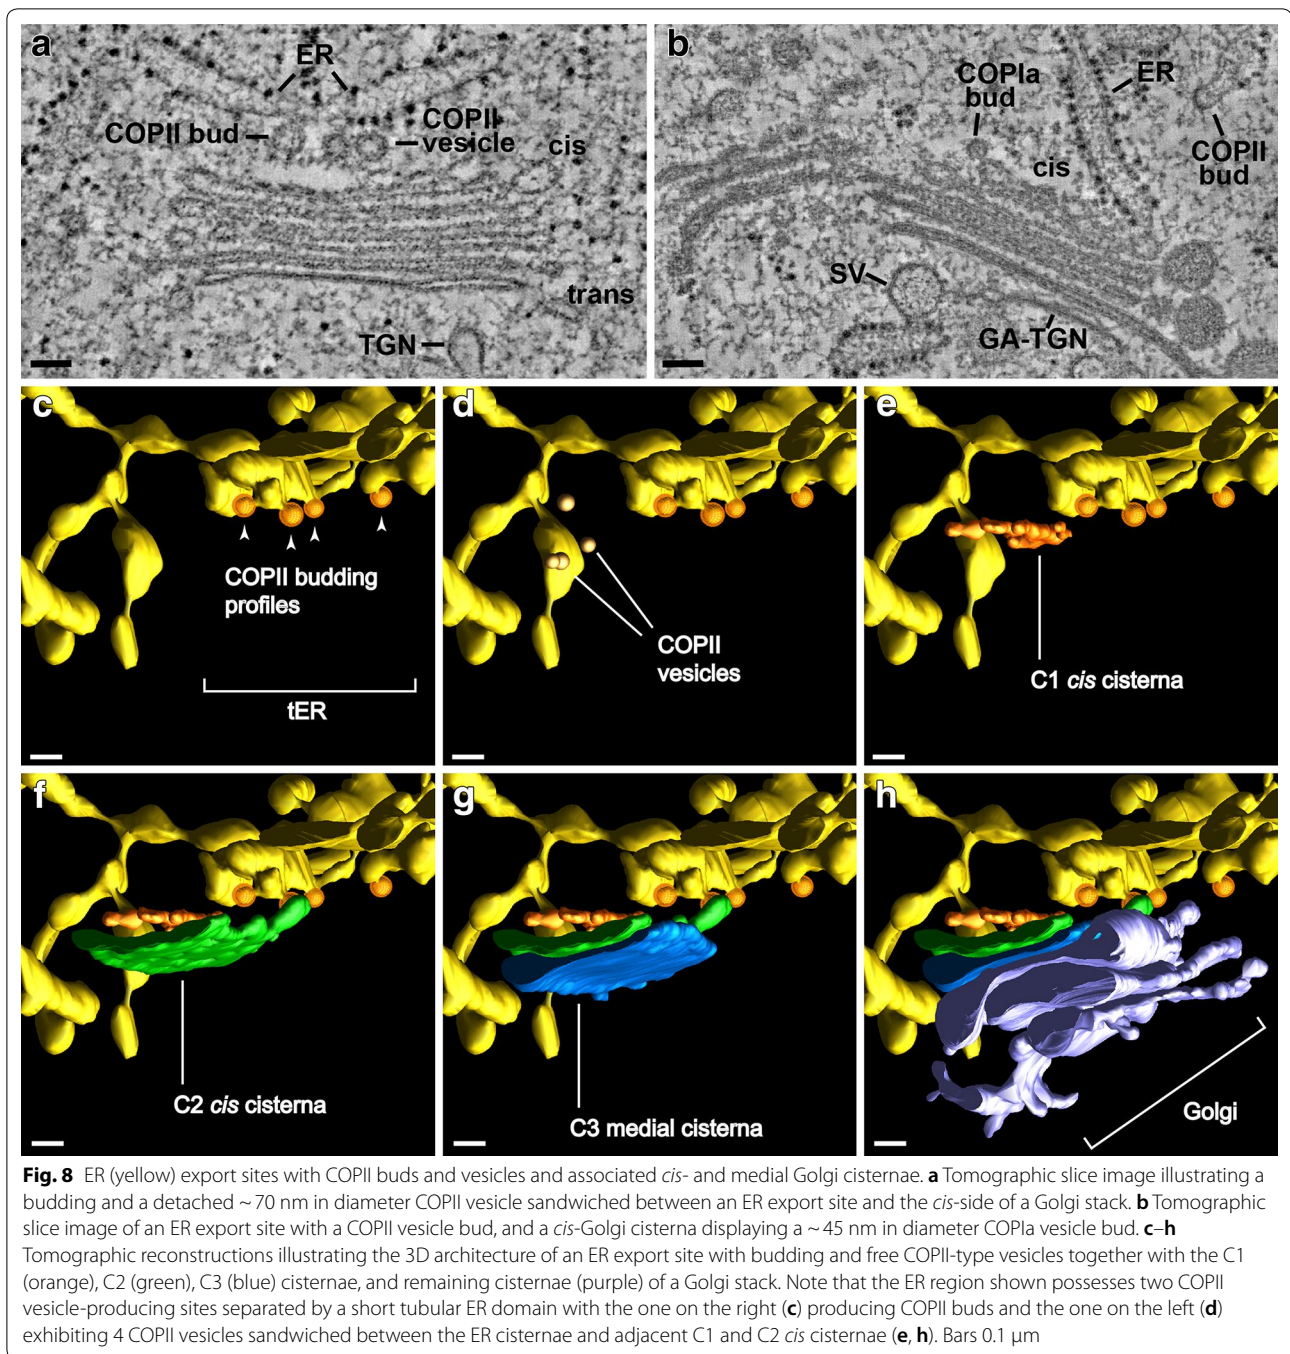 a
ER
COPII bud
COPII
vesicle
cis
trans
TGN
b
COPIa
bud
ER
cis
COPII
bud
SV
GA-TGN
c
COPII budding
profiles
tER
d
COPII
vesicles
e
C1 cis cisterna
f
C2 cis cisterna
g
C3 medial cisterna
h
Golgi
Fig. 8 ER (yellow) export sites with COPII buds and vesicles and associated cis- and medial Golgi cisternae. a Tomographic slice image illustrating a
budding and a detached ~ 70 nm in diameter COPII vesicle sandwiched between an ER export site and the cis-side of a Golgi stack. b Tomographic
slice image of an ER export site with a COPII vesicle bud, and a cis-Golgi cisterna displaying a ~ 45 nm in diameter COPIa vesicle bud. c–h
Tomographic reconstructions illustrating the 3D architecture of an ER export site with budding and free COPII-type vesicles together with the C1
(orange), C2 (green), C3 (blue) cisternae, and remaining cisternae (purple) of a Golgi stack. Note that the ER region shown possesses two COPII
vesicle-producing sites separated by a short tubular ER domain with the one on the right (c) producing COPII buds and the one on the left (d)
exhibiting 4 COPII vesicles sandwiched between the ER cisternae and adjacent C1 and C2 cis cisternae (e, h). Bars 0.1 µm